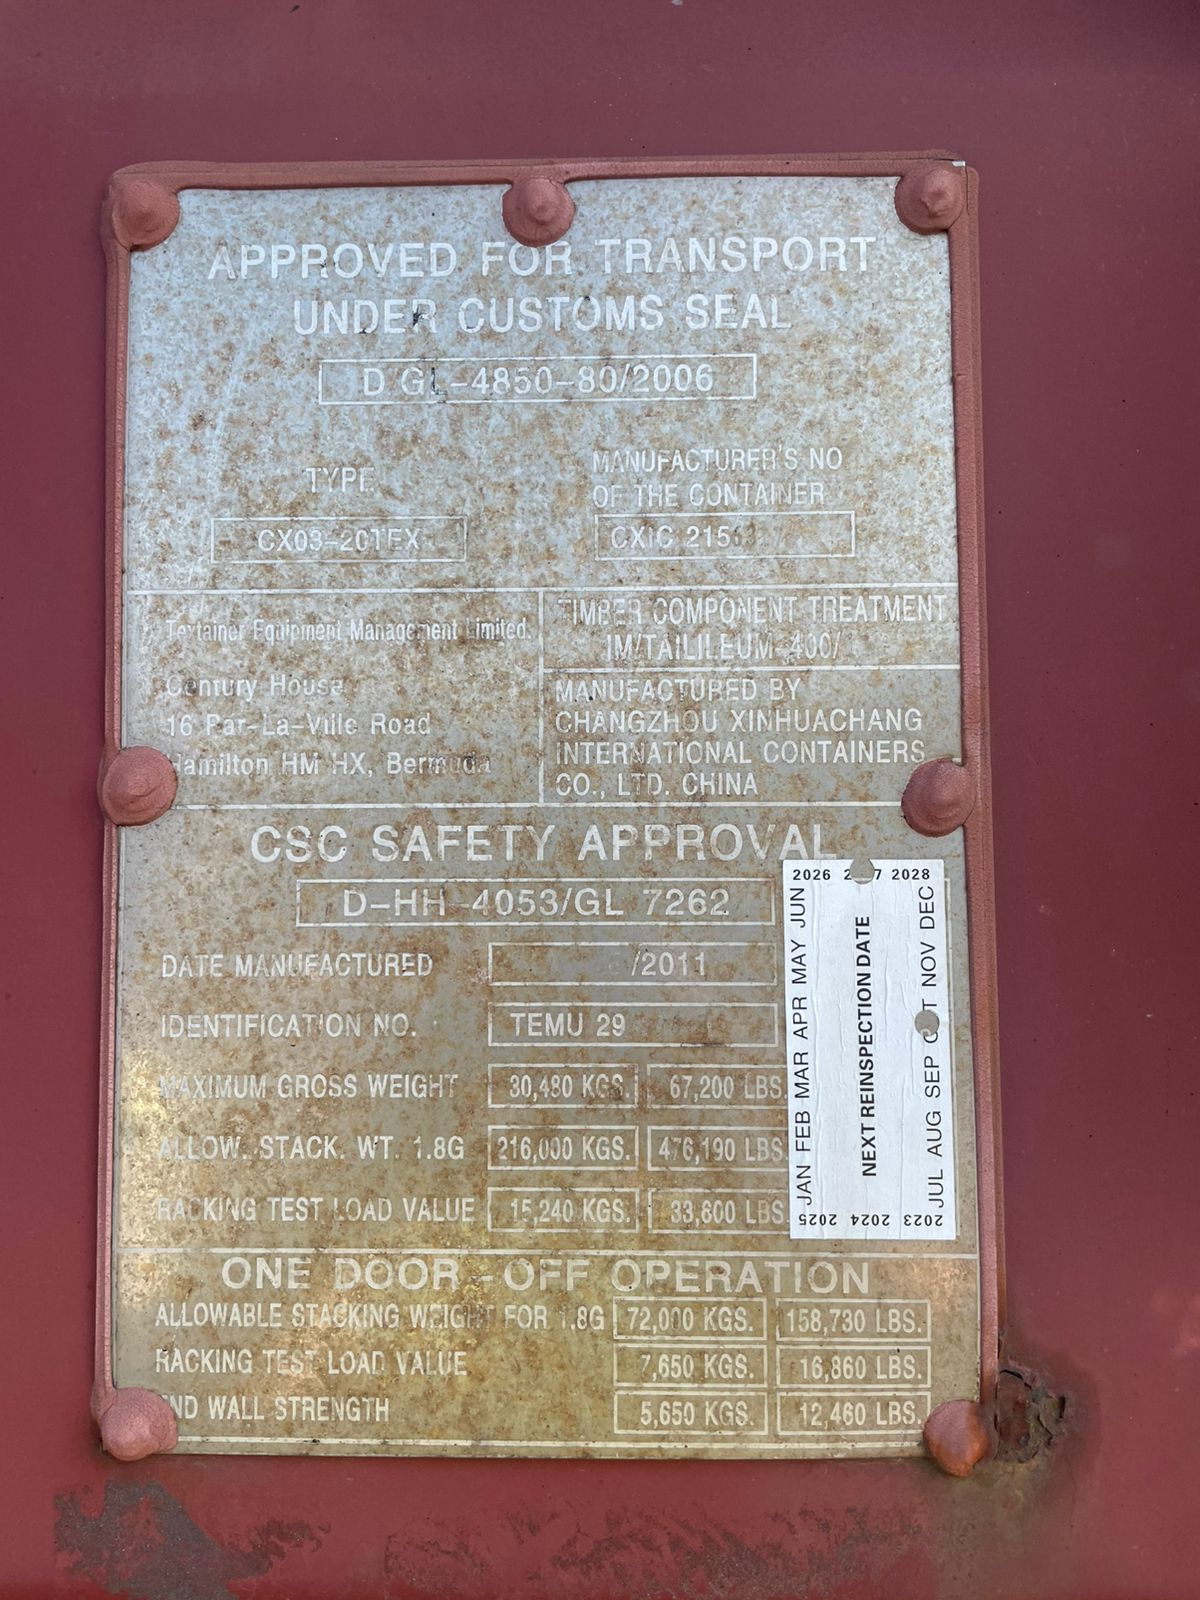 APPROVED FOR TRANSPORT
UNDER CUSTOMS SEAL
D GL-4850-80/2006
TYPE
CX03-20TEX
MANUFACTURER'S NO
OF THE CONTAINER
CXIC 215
Textainer Equipment Management Limited.
Century House
16 Par-La-Ville Road
Hamilton HM HX, Bermuda
TIMBER COMPONENT TREATMENT
IM/TAILILEUM 400/
MANUFACTURED BY
CHANGZHOU XINHUACHANG
INTERNATIONAL CONTAINERS
CO., LTD. CHINA
CSC SAFETY APPROVAL
D-HH-4053/GL 7262
DATE MANUFACTURED /2011
IDENTIFICATION NO. TEMU 29
MAXIMUM GROSS WEIGHT 30,480 KGS. 67,200 LBS.
ALLOW. STACK. WT. 1.8G 216,000 KGS. 476,190 LBS.
RACKING TEST LOAD VALUE 15,240 KGS. 33,600 LBS.
2026 2028
JAN FEB MAR APR MAY JUN
NEXT REINSPECTION DATE
JUL AUG SEP OCT NOV DEC
2023 2024 2025
ONE DOOR-OFF OPERATION
ALLOWABLE STACKING WEIGHT FOR 1.8G 72,000 KGS. 158,730 LBS.
RACKING TEST LOAD VALUE 7,650 KGS. 16,860 LBS.
END WALL STRENGTH 5,650 KGS. 12,460 LBS.